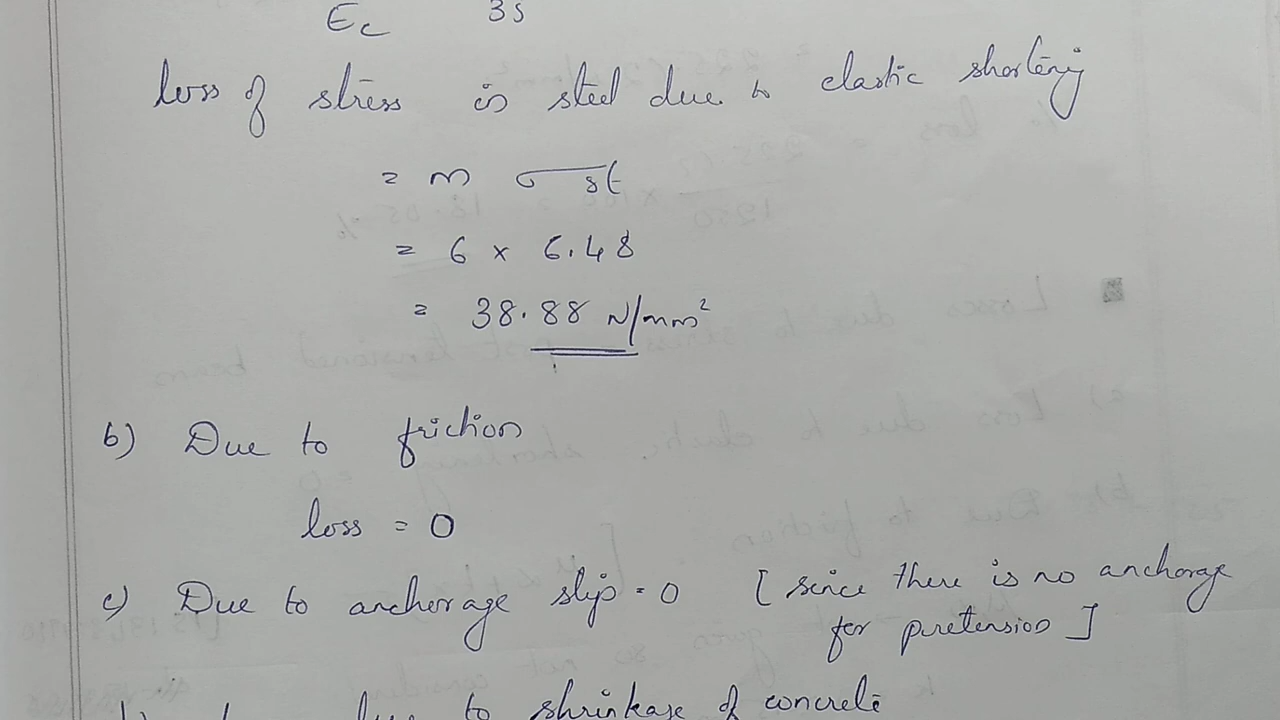 Ec 35
loss of stress in steel due to elastic shortening
= m σst
= 6 x 6.48
= 38.88 N/mm²
b) Due to friction
loss = 0
c) Due to anchorage slip = 0 [ since there is no anchorage
for pretension ]
due to shrinkage of concrete